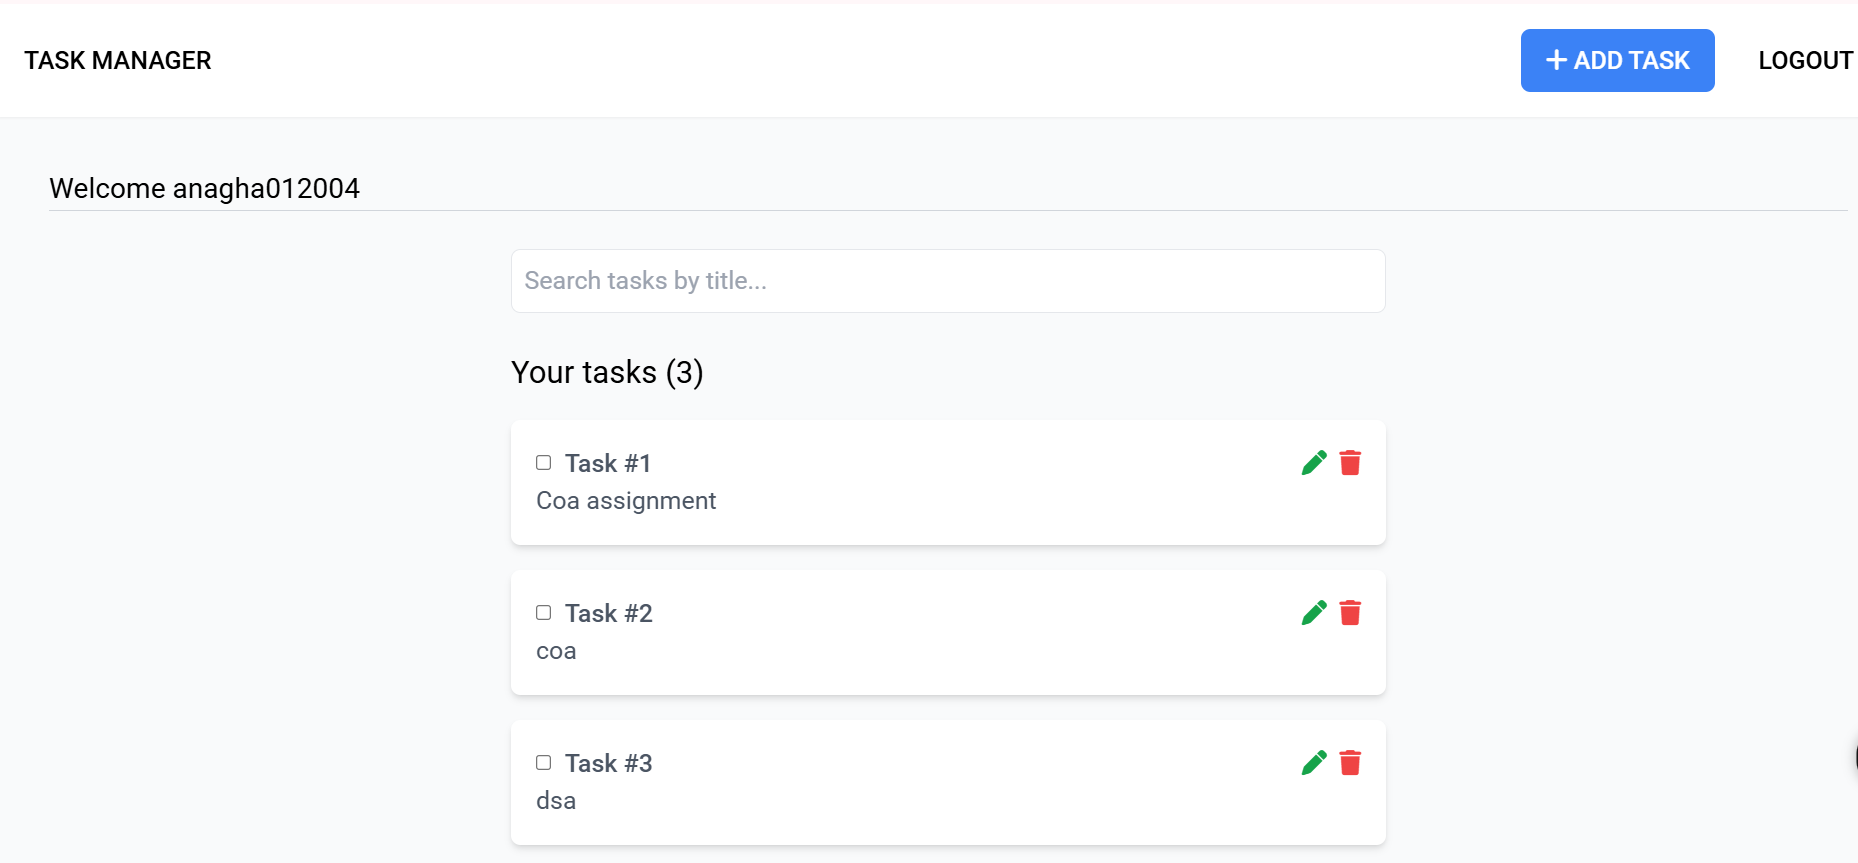 TASK MANAGER
+ ADD TASK
LOGOUT
Welcome anagha012004
Search tasks by title...
Your tasks (3)
Task #1
Coa assignment
Task #2
coa
Task #3
dsa